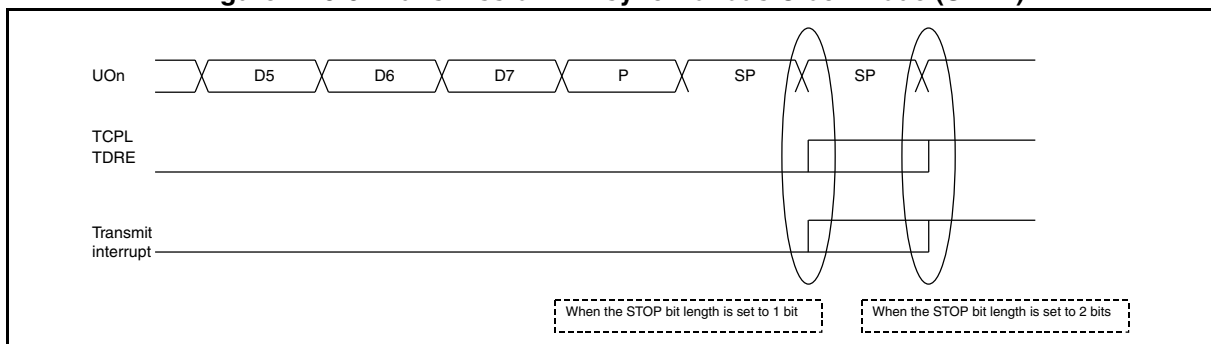 UOn
D5
D6
D7
P
SP
SP
TCPL
TDRE
Transmit
interrupt
When the STOP bit length is set to 1 bit
When the STOP bit length is set to 2 bits